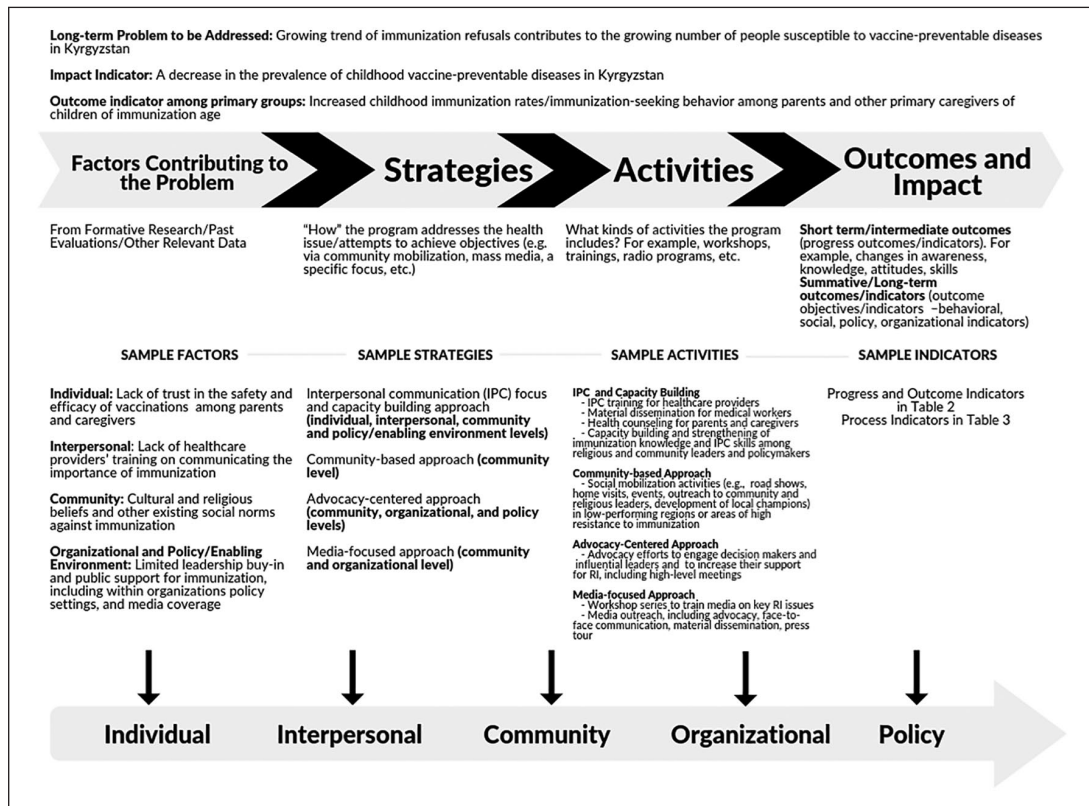 Long-term Problem to be Addressed: Growing trend of immunization refusals contributes to the growing number of people susceptible to vaccine-preventable diseases
in Kyrgyzstan
Impact Indicator: A decrease in the prevalence of childhood vaccine-preventable diseases in Kyrgyzstan
Outcome indicator among primary groups: Increased childhood immunization rates/immunization-seeking behavior among parents and other primary caregivers of
children of immunization age
Factors Contributing to
the Problem
Strategies
Activities
Outcomes and
Impact
From Formative Research/Past
Evaluations/Other Relevant Data
“How” the program addresses the health
issue/attempts to achieve objectives (e.g.
via community mobilization, mass media, a
specific focus, etc.)
What kinds of activities the program
includes? For example, workshops,
trainings, radio programs, etc.
Short term/intermediate outcomes
(progress outcomes/indicators). For
example, changes in awareness,
knowledge, attitudes, skills
Summative/Long-term
outcomes/indicators (outcome
objectives/indicators –behavioral,
social, policy, organizational indicators)
SAMPLE FACTORS
SAMPLE STRATEGIES
SAMPLE ACTIVITIES
SAMPLE INDICATORS
Individual: Lack of trust in the safety and
efficacy of vaccinations among parents
and caregivers
Interpersonal: Lack of healthcare
providers' training on communicating the
importance of immunization
Community: Cultural and religious
beliefs and other existing social norms
against immunization
Organizational and Policy/Enabling
Environment: Limited leadership buy-in
and public support for immunization,
including within organizations policy
settings, and media coverage
Interpersonal communication (IPC) focus
and capacity building approach
(individual, interpersonal, community
and policy/enabling environment levels)
Community-based approach (community
level)
Advocacy-centered approach
(community, organizational, and policy
levels)
Media-focused approach (community
and organizational level)
IPC and Capacity Building
- IPC training for healthcare providers
- Material dissemination for medical workers
- Health counseling for parents and caregivers
- Capacity building and strengthening of
immunization knowledge and IPC skills among
religious and community leaders and policymakers
Community-based Approach
- Social mobilization activities (e.g., road shows,
home visits, events, outreach to community and
religious leaders, development of local champions)
in low-performing regions or areas of high
resistance to immunization
Advocacy-Centered Approach
- Advocacy efforts to engage decision makers and
influential leaders and to increase their support
for RI, including high-level meetings
Media-focused Approach
- Workshop series to train media on key RI issues
- Media outreach, including advocacy, face-to-
face communication, material dissemination, press
tour
Progress and Outcome Indicators
in Table 2
Process Indicators in Table 3
Individual
Interpersonal
Community
Organizational
Policy